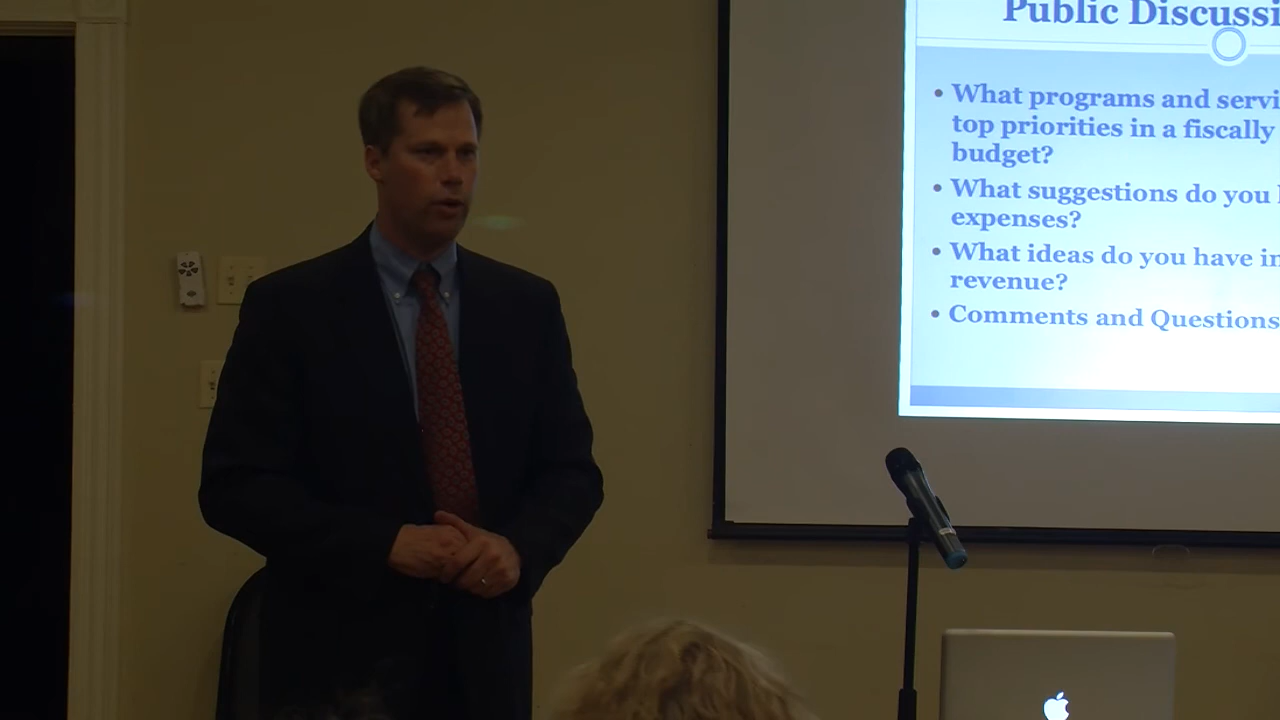 Public Discussi
What programs and servi
top priorities in a fiscally
budget?
What suggestions do you
expenses?
What ideas do you have in
revenue?
Comments and Questions